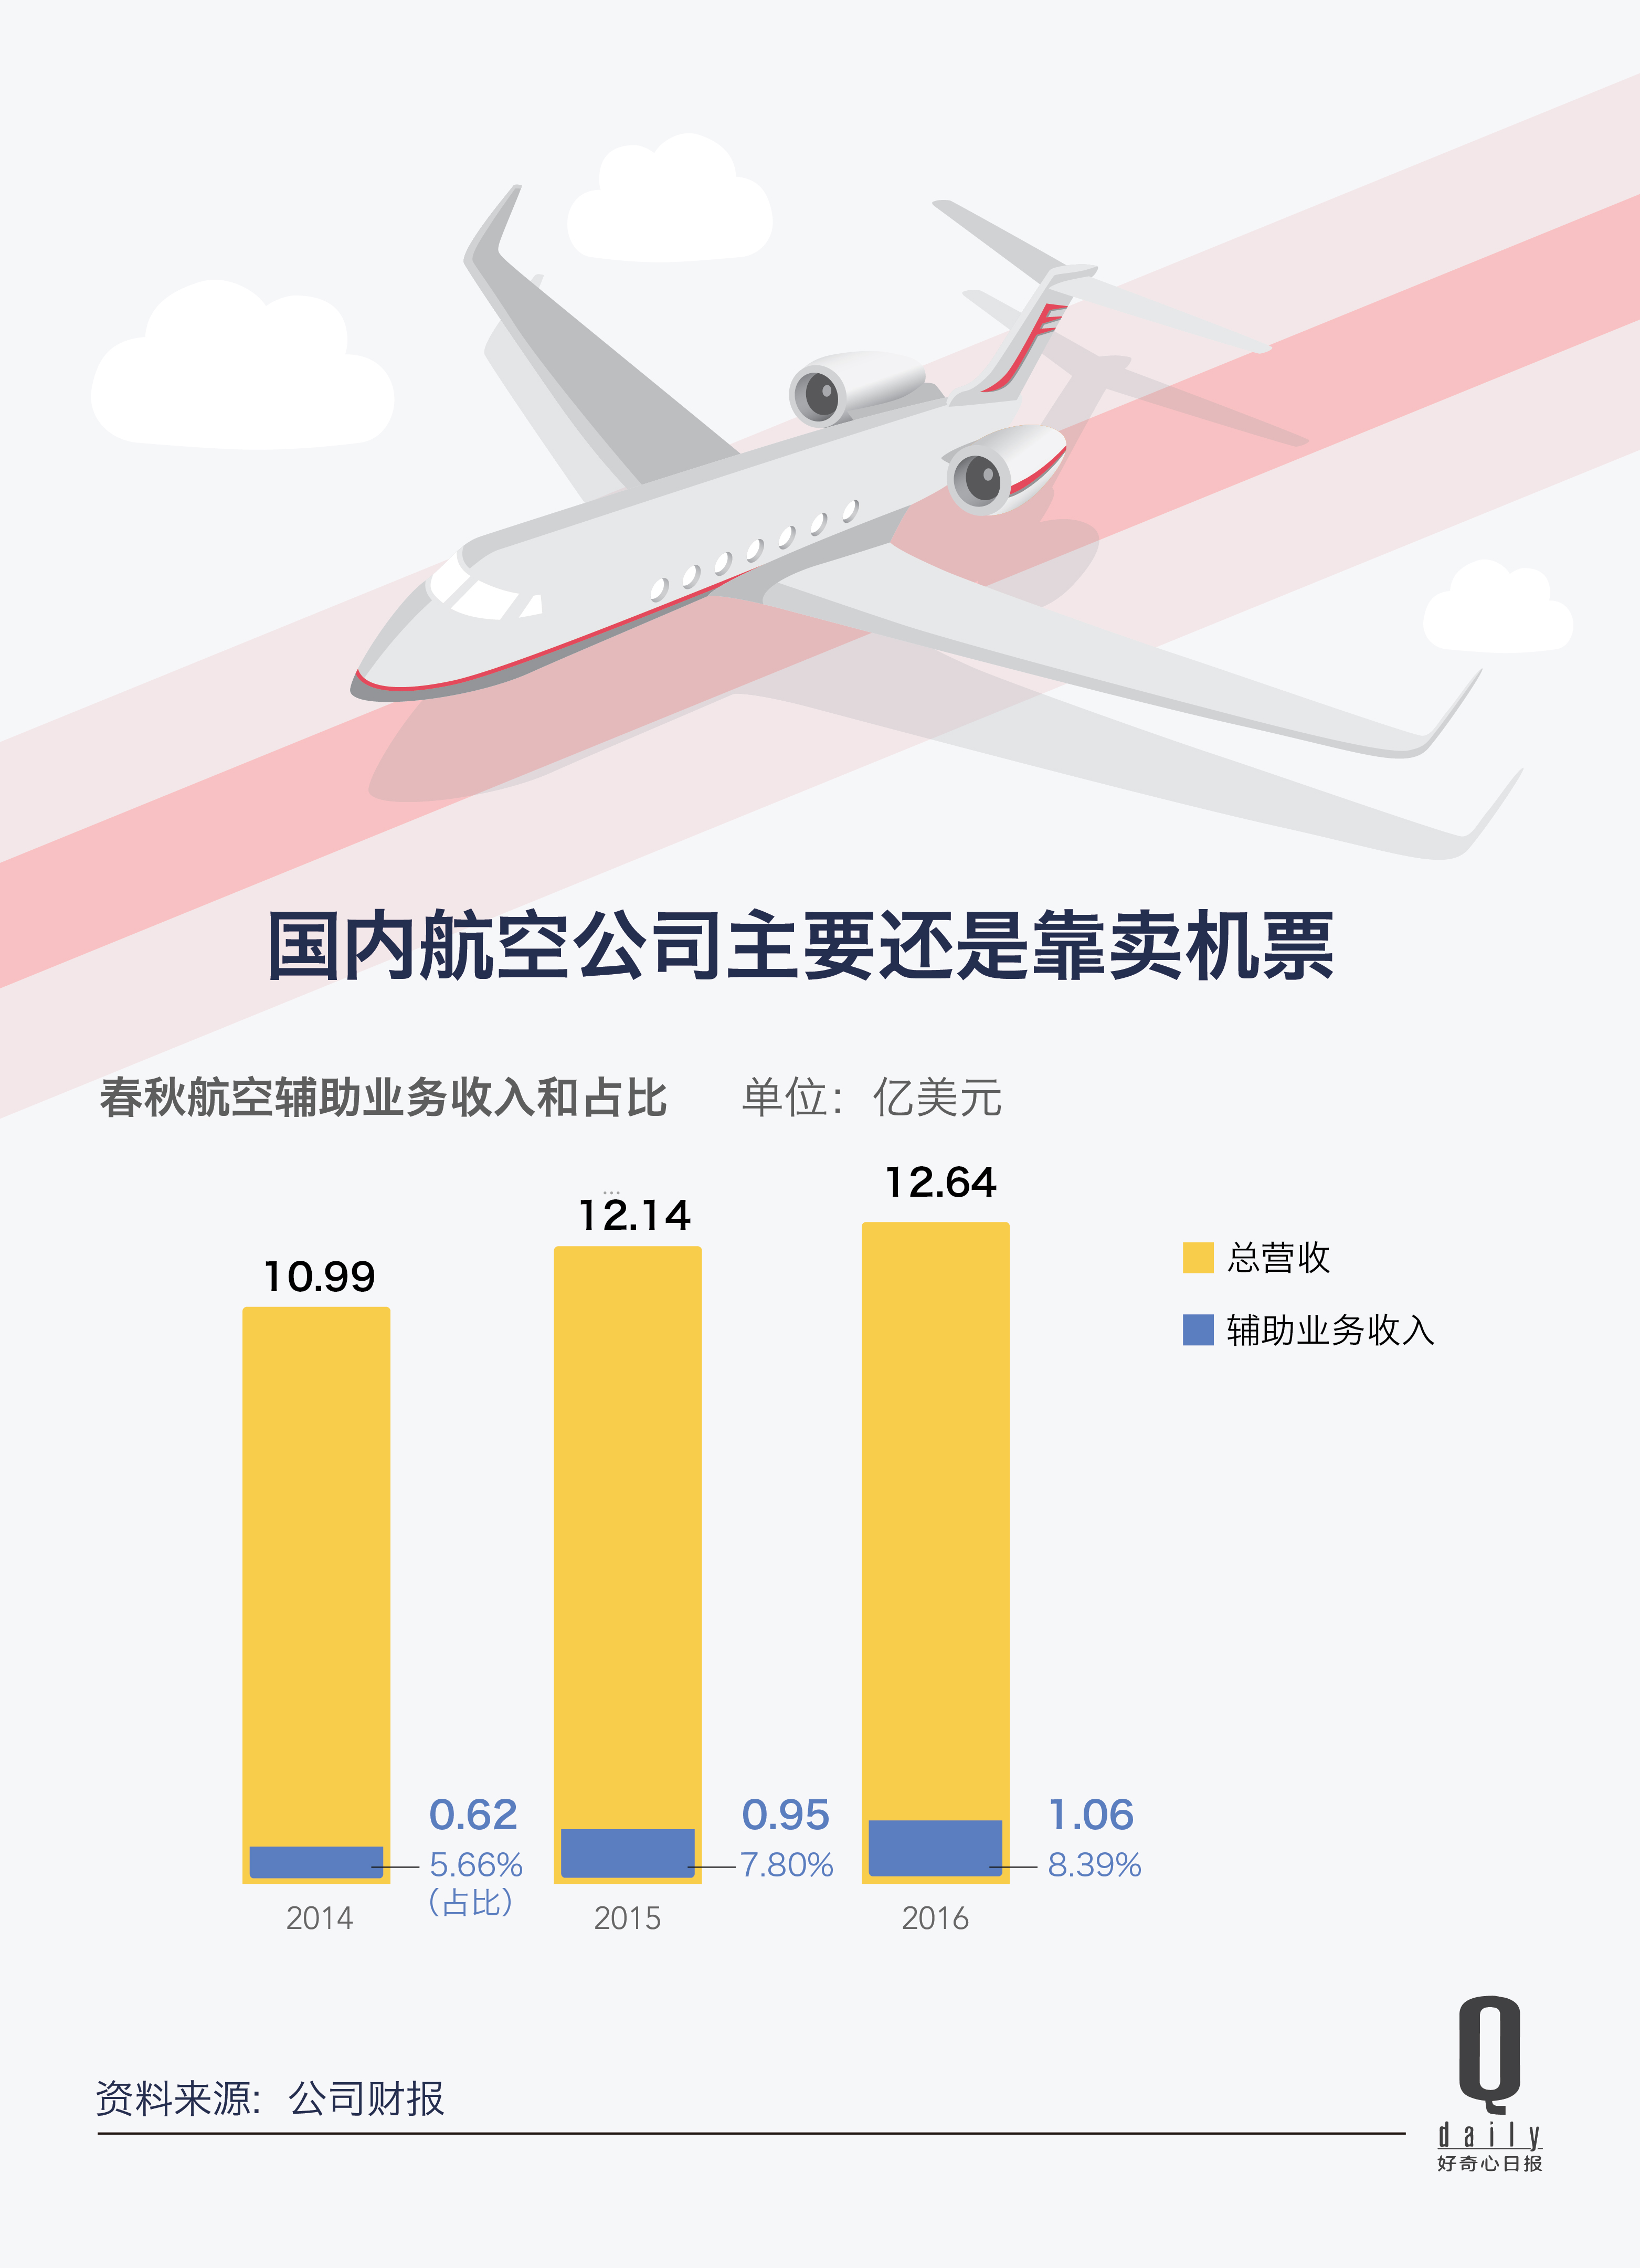 国内航空公司主要还是靠卖机票
春秋航空辅助业务收入和占比 单位：亿美元
10.99
...
12.14
12.64
总营收
辅助业务收入
0.62
5.66%
（占比）
0.95
7.80%
1.06
8.39%
2014
2015
2016
资料来源：公司财报
Q
daily
好奇心日报